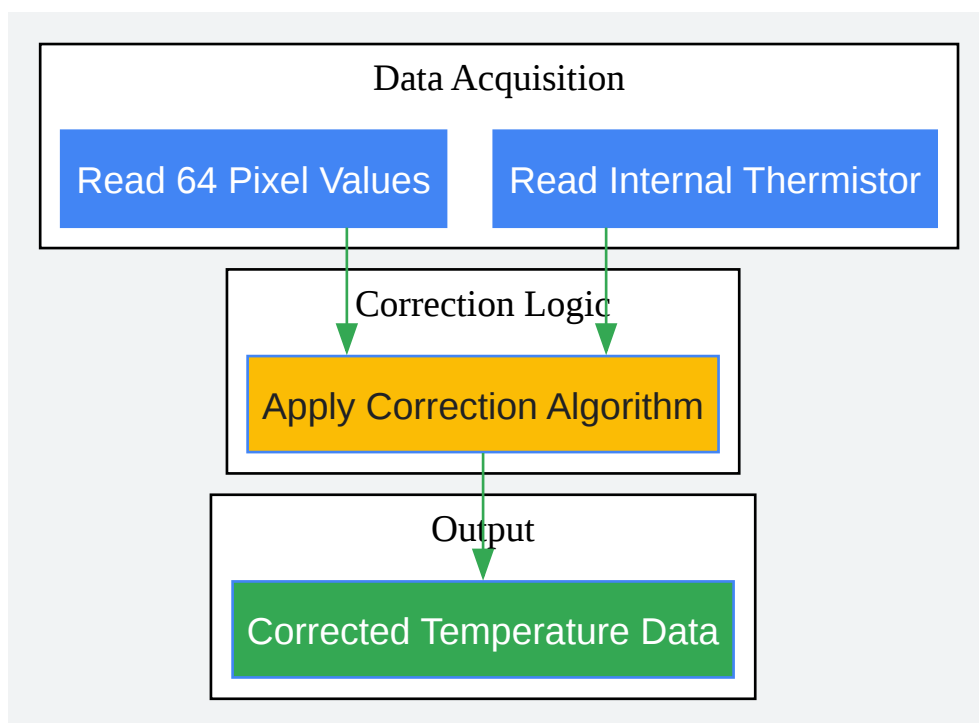 Data Acquisition
Read 64 Pixel Values
Read Internal Thermistor
Correction Logic
Apply Correction Algorithm
Output
Corrected Temperature Data